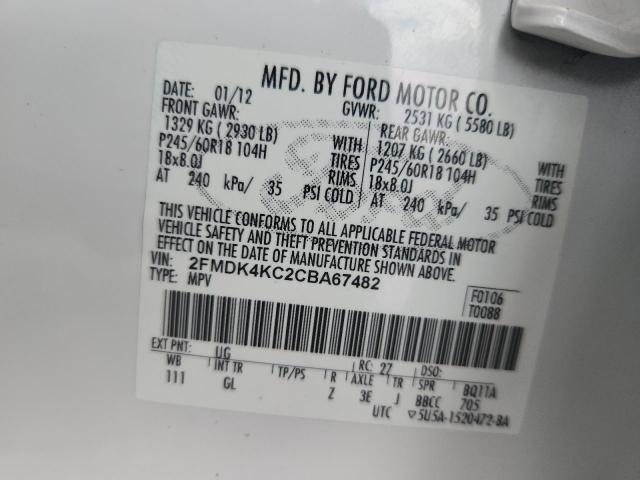 MFD. BY FORD MOTOR CO.
DATE: 01/12 GVWR: 2531 KG ( 5580 LB)
FRONT GAWR: REAR GAWR:
1329 KG ( 2930 LB) 1207 KG ( 2660 LB)
P245/60R18 104H WITH TIRES P245/60R18 104H WITH TIRES
18x8.0J RIMS 18x8.0J RIMS
AT 240 kPa/ 35 PSI COLD AT 240 kPa/ 35 PSI COLD
THIS VEHICLE CONFORMS TO ALL APPLICABLE FEDERAL MOTOR
VEHICLE SAFETY AND THEFT PREVENTION STANDARDS IN
EFFECT ON THE DATE OF MANUFACTURE SHOWN ABOVE.
VIN: 2FMDK4KC2CBA67482
TYPE: MPV
F0106
T0088
EXT PNT: UG RC: 27 DSO:
WB INT TR TP/PS R AXLE TR SPR BQ11A
111 GL Z 3E J BBCC 705
UTC ▽5U5A-1520472-BA